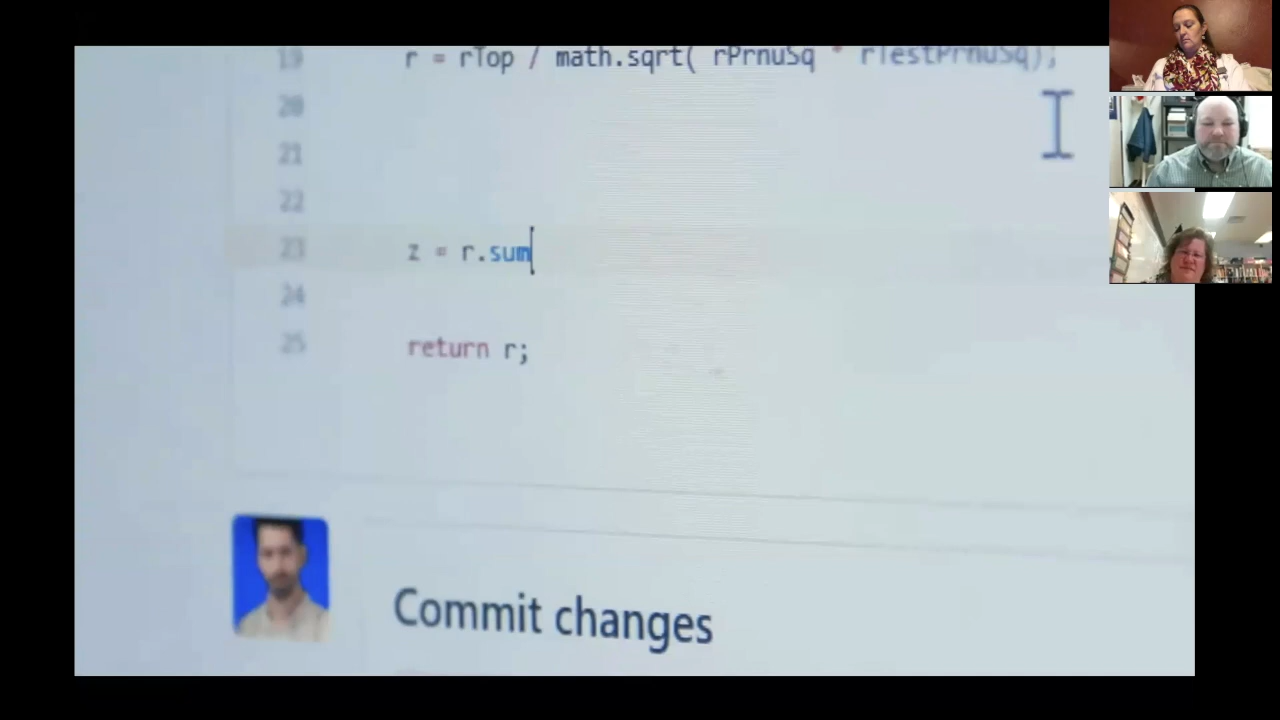 19 r = rTop / math.sqrt( rPrnuSq * rTestPrnuSq);
20
21
22
23 z = r.sum
24
25 return r;
Commit changes